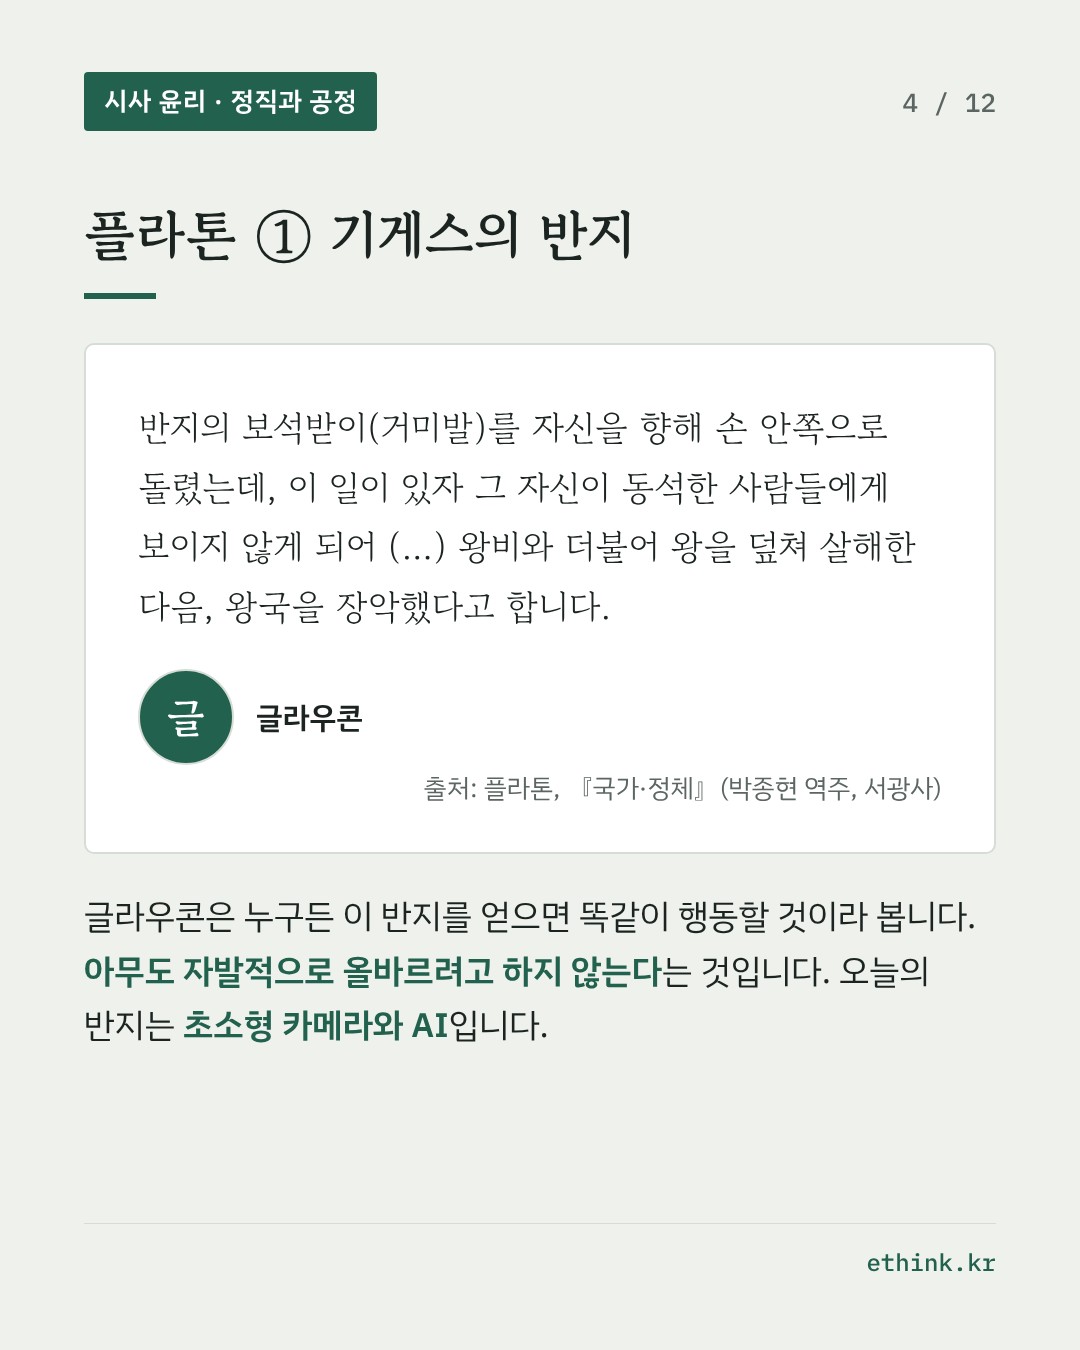 시사 윤리 · 정직과 공정
4 / 12
플라톤 ① 기게스의 반지
반지의 보석받이(거미발)를 자신을 향해 손 안쪽으로
돌렸는데, 이 일이 있자 그 자신이 동석한 사람들에게
보이지 않게 되어 (…) 왕비와 더불어 왕을 덮쳐 살해한
다음, 왕국을 장악했다고 합니다.
글
글라우콘
출처: 플라톤, 『국가·정체』 (박종현 역주, 서광사)
글라우콘은 누구든 이 반지를 얻으면 똑같이 행동할 것이라 봅니다.
아무도 자발적으로 올바르려고 하지 않는다는 것입니다. 오늘의
반지는 초소형 카메라와 AI입니다.
ethink.kr